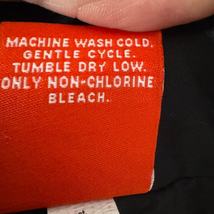 MACHINE WASH COLD.
GENTLE CYCLE.
TUMBLE DRY LOW.
ONLY NON-CHLORINE
BLEACH.